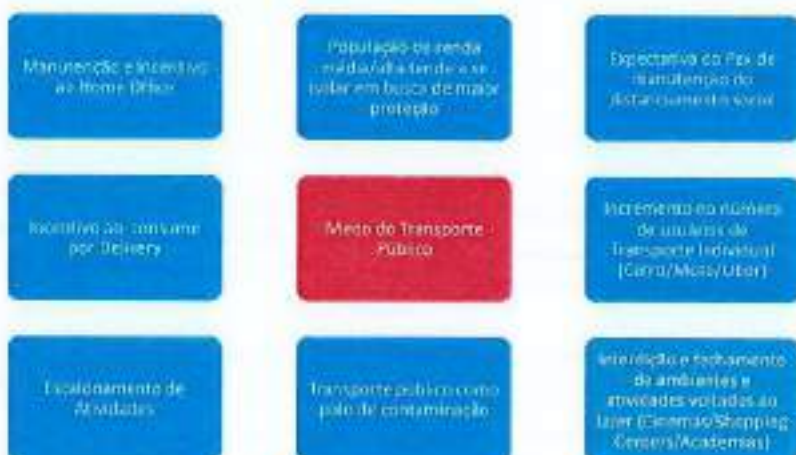 Manutenção e Incentivo
ao Home Office
População de renda
média/alta tende a se
isolar em busca de maior
proteção
Expectativa do Pax de
manutenção do
distanciamento social
Incentivo ao consumo
por Delivery
Medo do Transporte
Público
Incremento no número
de usuários de
Transporte Individual
(Carro/Moto/Uber)
Escalonamento de
Atividades
Transporte público como
polo de contaminação
Interdição e fechamento
de ambientes e
atividades voltadas ao
lazer (Cinemas/Shopping
Centers/Academias)